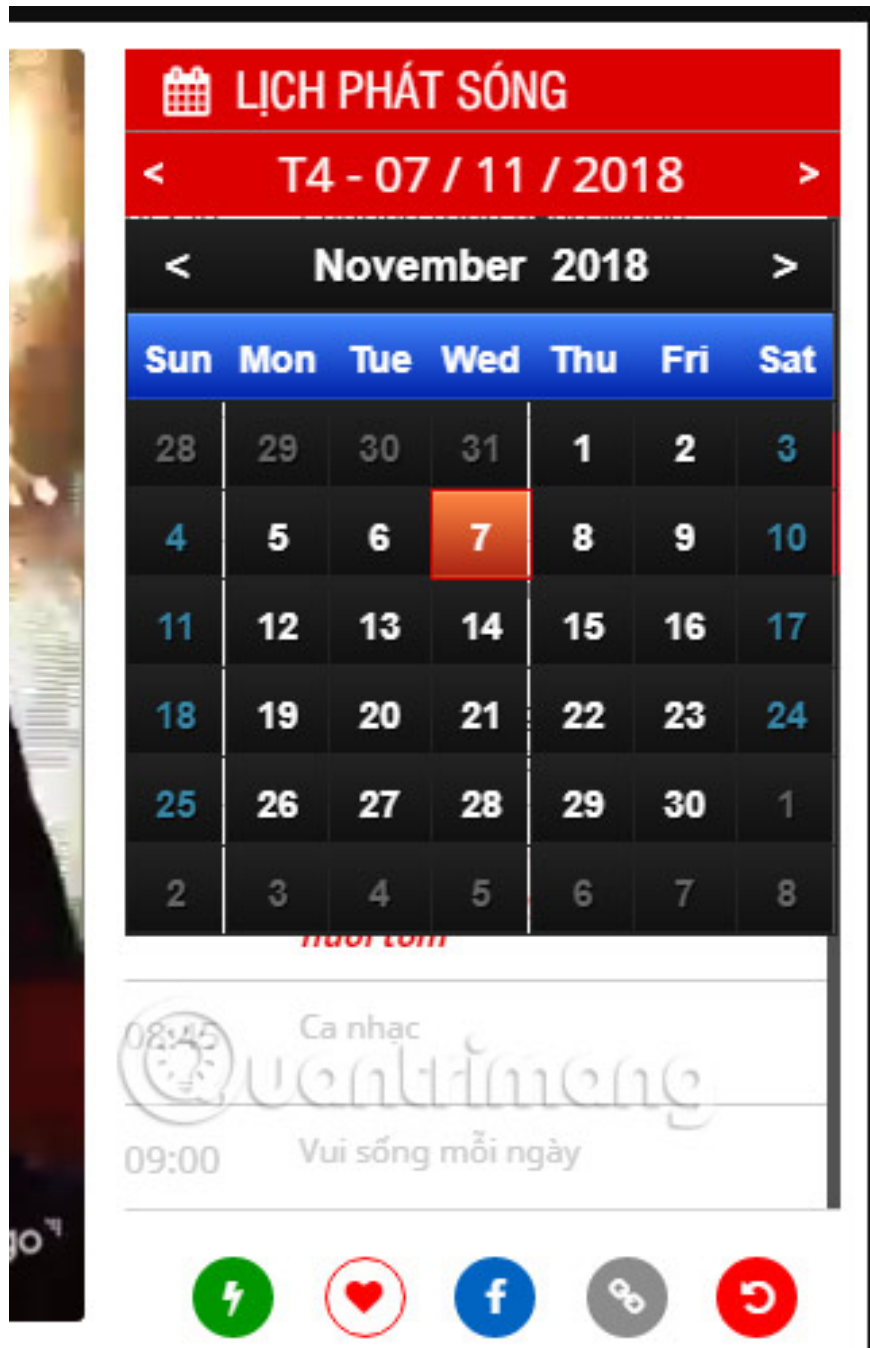 LỊCH PHÁT SÓNG
< T4 - 07 / 11 / 2018 >
< November 2018 >
Sun Mon Tue Wed Thu Fri Sat
28 29 30 31 1 2 3
4 5 6 7 8 9 10
11 12 13 14 15 16 17
18 19 20 21 22 23 24
25 26 27 28 29 30 1
2 3 4 5 6 7 8
nuôi tôm
08:45 Ca nhạc
Quantrimang
09:00 Vui sống mỗi ngày
go
f